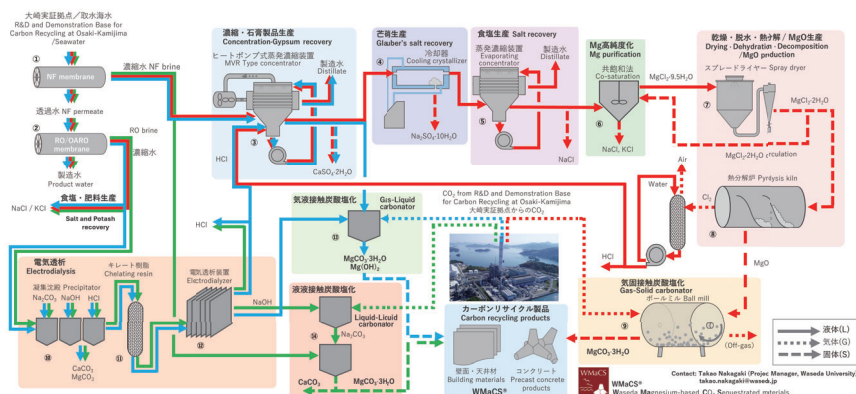 大崎実証拠点／取水海水
R&D and Demonstration Base for
Carbon Recycling at Osaki-Kamijima
/Seawater
①
NF membrane
濃縮水 NF brine
透過水 NF permeate
②
RO/OARO
membrane
RO brine
濃縮水
製造水
Product water
食塩・肥料生産
NaCl / KCl
Salt and Potash
recovery
濃縮・石膏製品生産
Concentration-Gypsum recovery
ヒートポンプ式蒸発濃縮装置
MVR Type concentrator
製造水
Distillate
③
CaSO₄·2H₂O
HCl
芒硝生産
Glauber's salt recovery
冷却器
Cooling crystallizer
④
Na₂SO₄·10H₂O
食塩生産 Salt recovery
蒸発濃縮装置
Evaporating concentrator
製造水
Distillate
⑤
NaCl
Mg高純度化
Mg purification
共飽和法
Co-saturation
⑥
NaCl, KCl
MgCl₂·9.5H₂O
乾燥・脱水・熱分解／MgO生産
Drying・Dehydration・Decomposition
/MgO preduction
スプレードライヤー Spray dryer
⑦
MgCl₂·2H₂O
MgCl₂·2H₂O circulation
熱分解炉 Pyrlysis kiln
⑧
Air
Water
Cl₂
HCl
MgO
HCl
気液接触炭酸塩化
Gas-Liquid
carbonator
⑬
MgCO₃·3H₂O
Mg(OH)₂
CO₂ from R&D and Demonstration Base
for Carbon Recycling at Osaki-Kamijima
大崎実証拠点からのCO₂
電気透析
Electrodialysis
キレート樹脂
Chelating resin
凝集沈殿 Precipitator
Na₂CO₃
NaOH
HCl
電気透析装置
Electrodialyzer
⑩
⑪
⑫
CaCO₃
MgCO₃
NaOH
液液接触炭酸塩化
Liquid-Liquid
carbonator
⑭
Na₂CO₃
CaCO₃
MgCO₃·3H₂O
カーボンリサイクル製品
Carbon recycling products
壁面・天井材
Building materials
コンクリート
Precast concrete
products
WMaCS®
気固接触炭酸塩化
Gas-Solid carbonator
ボールミル Ball mill
⑨
MgCO₃·3H₂O
(Off-gas)
液体(L)
気体(G)
固体(S)
WMaCS
Contact: Takao Nakagaki (Projec Manager, Waseda University)
takao.nakagaki@waseda.jp
WMaCS®
Waseda Magnesium-based CO₂ Sequestrated materials